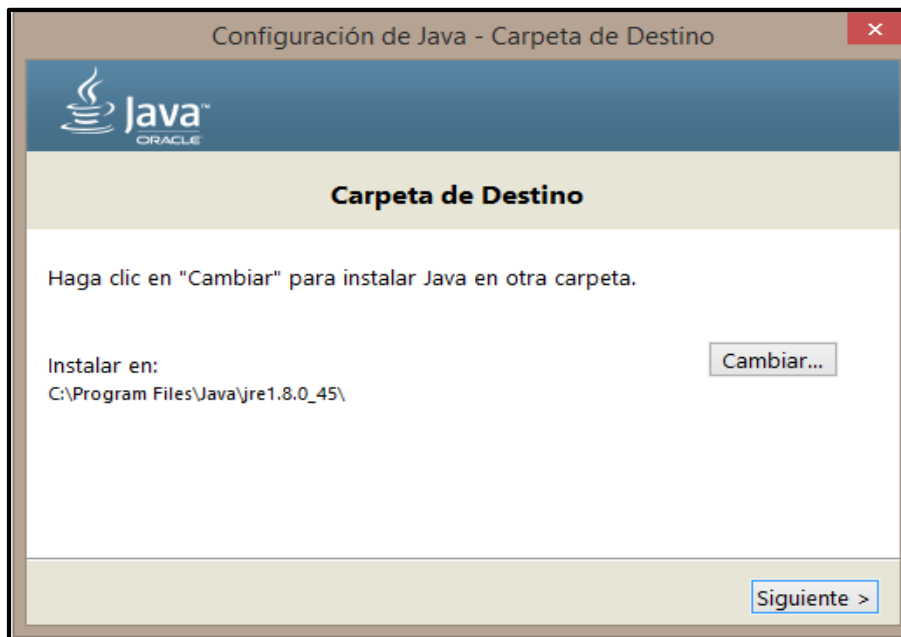 Configuración de Java - Carpeta de Destino
Java™
ORACLE
Carpeta de Destino
Haga clic en "Cambiar" para instalar Java en otra carpeta.
Cambiar...
Instalar en:
C:\Program Files\Java\jre1.8.0_45\
Siguiente >